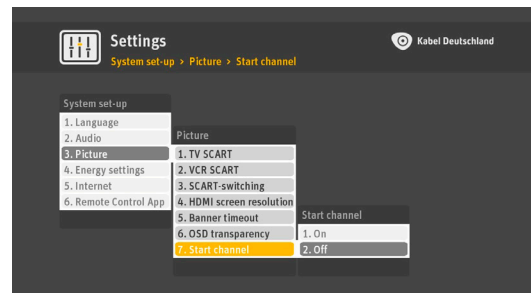 Settings
System set-up > Picture > Start channel
Kabel Deutschland
System set-up
1. Language
2. Audio
3. Picture
4. Energy settings
5. Internet
6. Remote Control App
Picture
1. TV SCART
2. VCR SCART
3. SCART-switching
4. HDMI screen resolution
5. Banner timeout
6. OSD transparency
7. Start channel
Start channel
1. On
2. Off